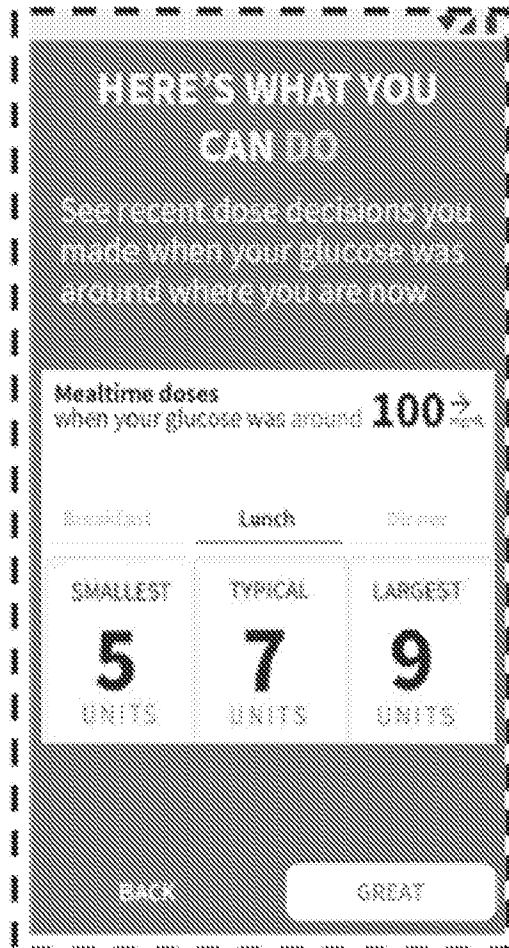 HERE'S WHAT YOU
CAN DO
See recent dose decisions you
made when your glucose was
around where you are now
Mealtime doses
when your glucose was around 100 →
Breakfast Lunch Dinner
SMALLEST TYPICAL LARGEST
5 7 9
UNITS UNITS UNITS
BACK GREAT